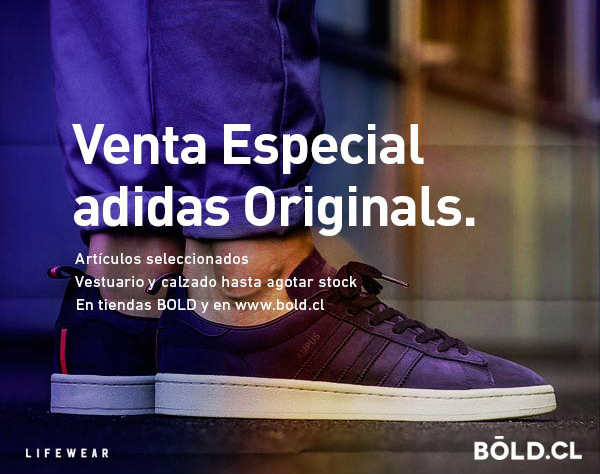 Venta Especial
adidas Originals.
Artículos seleccionados
Vestuario y calzado hasta agotar stock
En tiendas BOLD y en www.bold.cl
CAMPUS
LIFEWEAR
BŌLD.CL